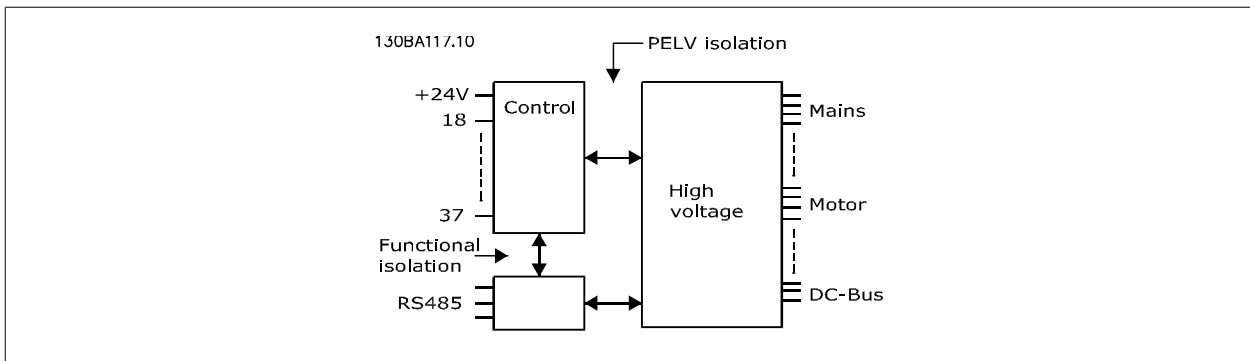 130BA117.10
PELV isolation
+24V
Control
Mains
18
High
voltage
37
Motor
Functional
isolation
RS485
DC-Bus